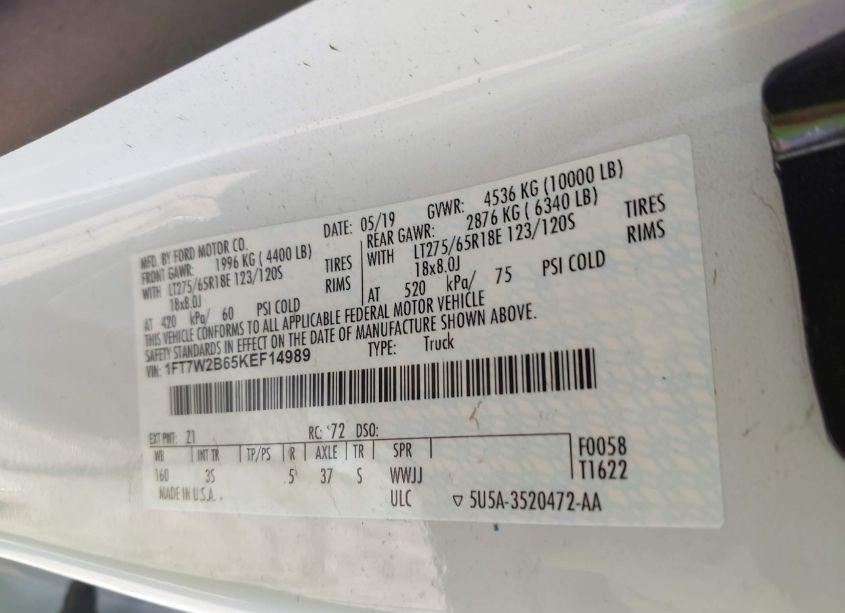 MFD. BY FORD MOTOR CO.
DATE: 05/19 GVWR: 4536 KG (10000 LB)
FRONT GAWR: 1996 KG ( 4400 LB)
REAR GAWR: 2876 KG ( 6340 LB)
WITH LT275/65R18E 123/120S TIRES
WITH LT275/65R18E 123/120S TIRES
18x8.0J RIMS
18x8.0J RIMS
AT 420 kPa/ 60 PSI COLD
AT 520 kPa/ 75 PSI COLD
THIS VEHICLE CONFORMS TO ALL APPLICABLE FEDERAL MOTOR VEHICLE
SAFETY STANDARDS IN EFFECT ON THE DATE OF MANUFACTURE SHOWN ABOVE.
VIN: 1FT7W2B65KEF14989 TYPE: Truck
EXT PNT: Z1 RC: 72 DSO:
WB INT TR TP/PS R AXLE TR SPR F0058
160 3S 5 37 S WWJJ T1622
MADE IN U.S.A. ULC ▽ 5U5A-3520472-AA